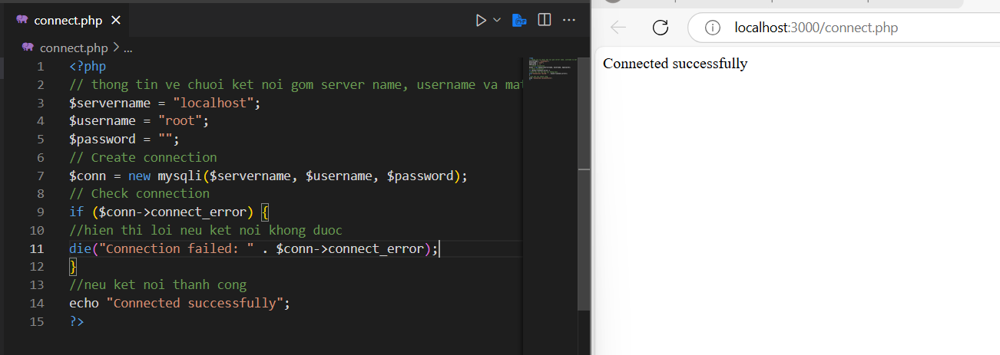 connect.php
connect.php > ...
1 <?php
2 // thong tin ve chuoi ket noi gom server name, username va
3 $servername = "localhost";
4 $username = "root";
5 $password = "";
6 // Create connection
7 $conn = new mysqli($servername, $username, $password);
8 // Check connection
9 if ($conn->connect_error) {
10 //hien thi loi neu ket noi khong duoc
11 die("Connection failed: " . $conn->connect_error);
12 }
13 //neu ket noi thanh cong
14 echo "Connected successfully";
15 ?>
localhost:3000/connect.php
Connected successfully